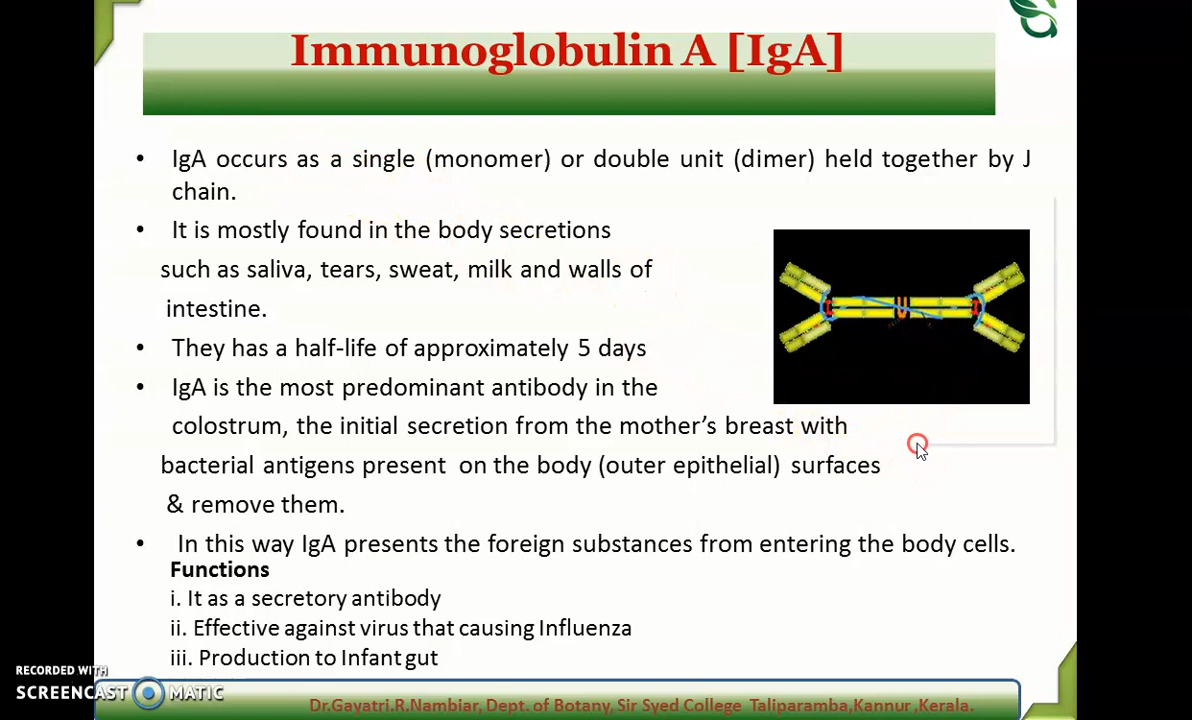 Immunoglobulin A [IgA]
• IgA occurs as a single (monomer) or double unit (dimer) held together by J
chain.
• It is mostly found in the body secretions
such as saliva, tears, sweat, milk and walls of
intestine.
• They has a half-life of approximately 5 days
• IgA is the most predominant antibody in the
colostrum, the initial secretion from the mother’s breast with
bacterial antigens present on the body (outer epithelial) surfaces
& remove them.
• In this way IgA presents the foreign substances from entering the body cells.
Functions
i. It as a secretory antibody
ii. Effective against virus that causing Influenza
iii. Production to Infant gut
RECORDED WITH
SCREENCAST MATIC
Dr.Gayatri.R.Nambiar, Dept. of Botany, Sir Syed College Taliparamba,Kannur ,Kerala.